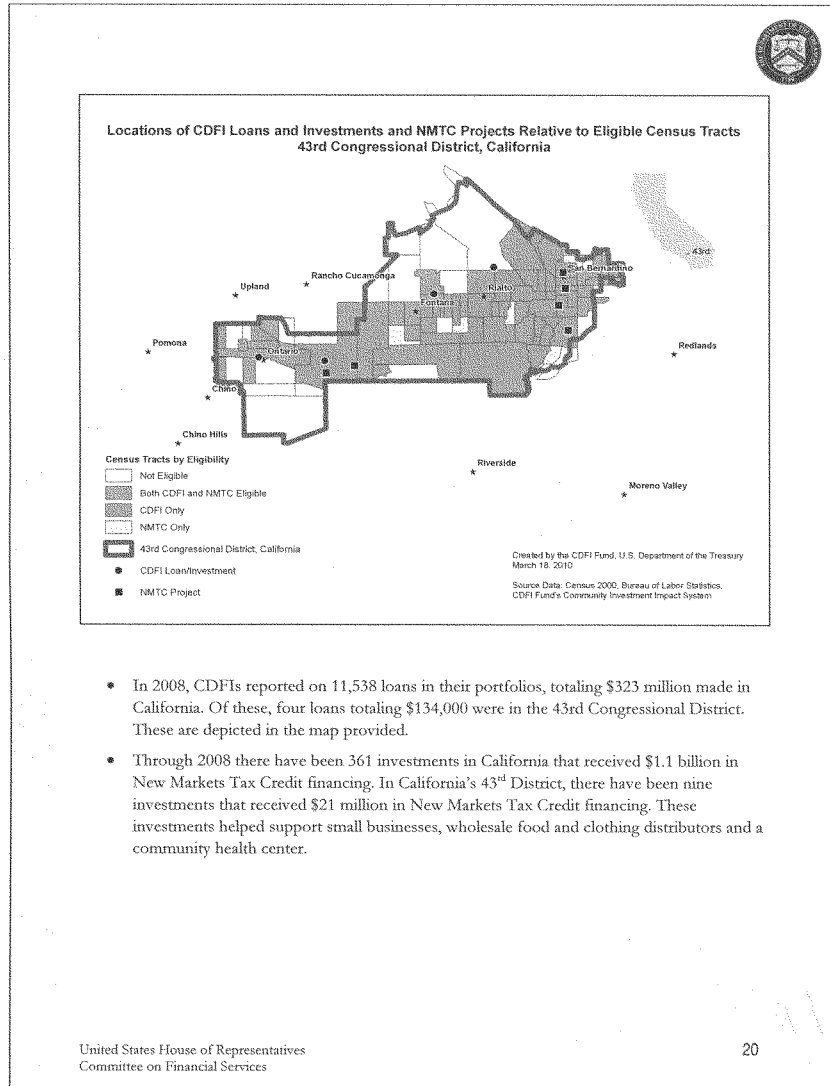 Locations of CDFI Loans and Investments and NMTC Projects Relative to Eligible Census Tracts
43rd Congressional District, California
43rd
San Bernardino
Rancho Cucamonga
Upland
Rialto
Fontana
Pomona
Ontario
Redlands
Chino
Chino Hills
Riverside
Moreno Valley
Census Tracts by Eligibility
Not Eligible
Both CDFI and NMTC Eligible
CDFI Only
NMTC Only
43rd Congressional District, California
CDFI Loan/Investment
NMTC Project
Created by the CDFI Fund, U.S. Department of the Treasury
March 18, 2010
Source Data: Census 2000, Bureau of Labor Statistics,
CDFI Fund's Community Investment Impact System
• In 2008, CDFIs reported on 11,538 loans in their portfolios, totaling $323 million made in
California. Of these, four loans totaling $134,000 were in the 43rd Congressional District.
These are depicted in the map provided.
• Through 2008 there have been 361 investments in California that received $1.1 billion in
New Markets Tax Credit financing. In California's 43rd District, there have been nine
investments that received $21 million in New Markets Tax Credit financing. These
investments helped support small businesses, wholesale food and clothing distributors and a
community health center.
United States House of Representatives
Committee on Financial Services
20